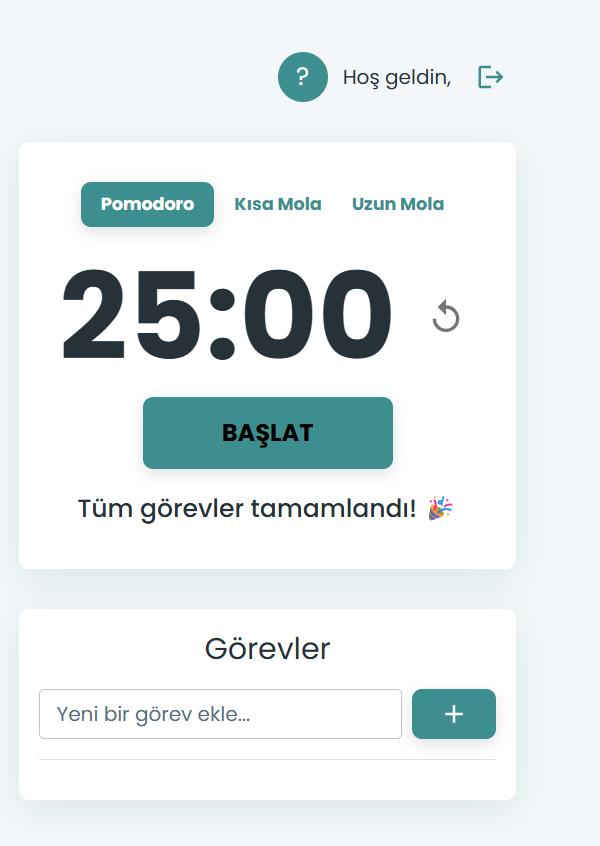 ? Hoş geldin,
Pomodoro Kısa Mola Uzun Mola
25:00
BAŞLAT
Tüm görevler tamamlandı! 🎉
Görevler
Yeni bir görev ekle...